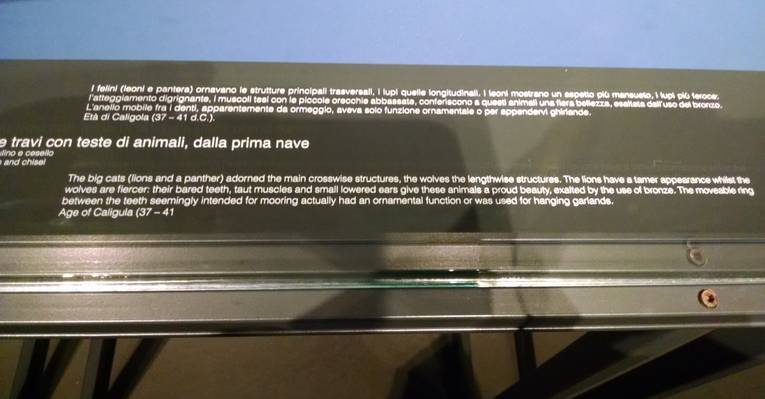 I felini (leoni e pantera) ornavano le strutture principali trasversali, i lupi quelle longitudinali. I leoni mostrano un aspetto più mansueto, i lupi più feroce:
l'atteggiamento digrignante, i muscoli tesi con le piccole orecchie abbassate, conferiscono a questi animali una fiera bellezza, esaltata dall'uso del bronzo.
L'anello mobile fra i denti, apparentemente da ormeggio, aveva solo funzione ornamentale o per appendervi ghirlande.
Età di Caligola (37 – 41 d.C.).
e travi con teste di animali, dalla prima nave
ulino e cesello
and chisel
The big cats (lions and a panther) adorned the main crosswise structures, the wolves the lengthwise structures. The lions have a tamer appearance whilst the
wolves are fiercer: their bared teeth, taut muscles and small lowered ears give these animals a proud beauty, exalted by the use of bronze. The moveable ring
between the teeth seemingly intended for mooring actually had an ornamental function or was used for hanging garlands.
Age of Caligula (37 – 41